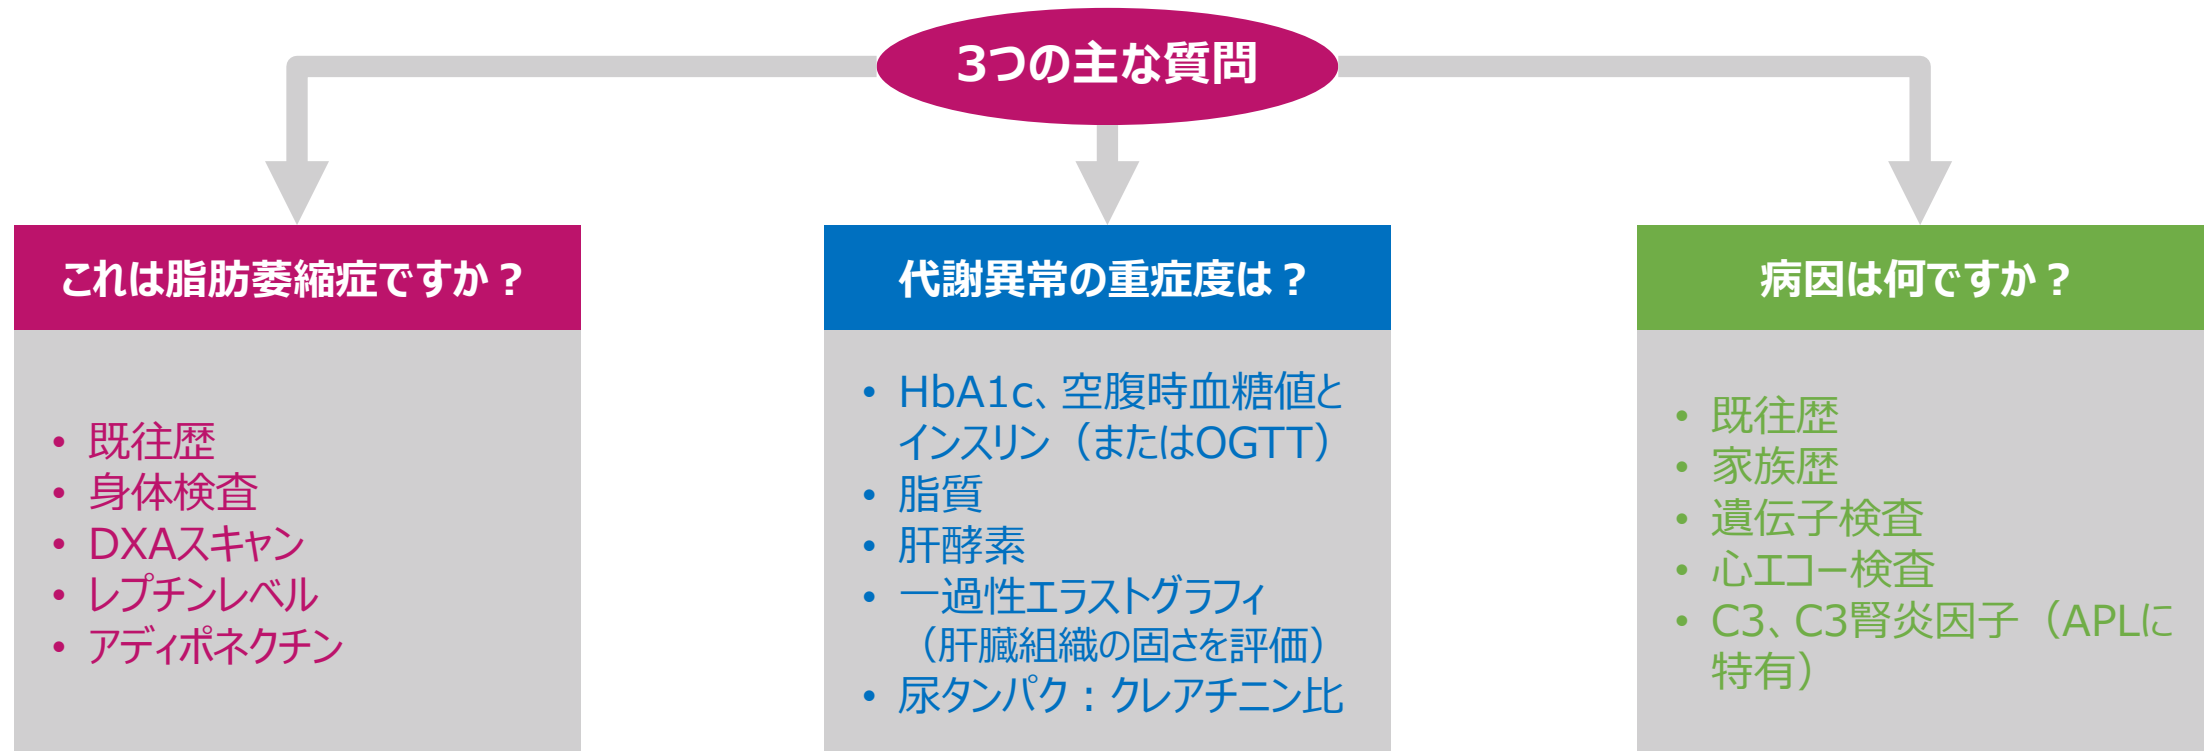 3つの主な質問
これは脂肪萎縮症ですか？
• 既往歴
• 身体検査
• DXAスキャン
• レプチンレベル
• アディポネクチン
代謝異常の重症度は？
• HbA1c、空腹時血糖値と
インスリン（またはOGTT）
• 脂質
• 肝酵素
• 一過性エラストグラフィ
（肝臓組織の固さを評価）
• 尿タンパク：クレアチニン比
病因は何ですか？
• 既往歴
• 家族歴
• 遺伝子検査
• 心エコー検査
• C3、C3腎炎因子（APLに
特有）